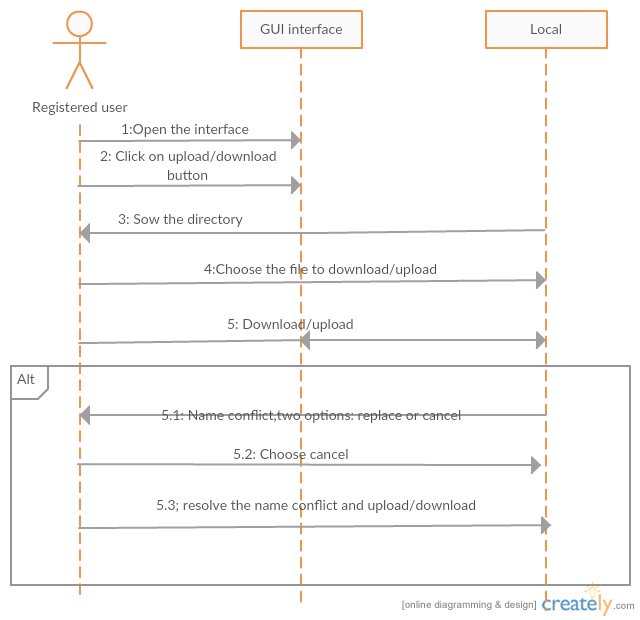 GUI interface
Local
Registered user
1:Open the interface
2: Click on upload/download
button
3: Sow the directory
4:Choose the file to download/upload
5: Download/upload
Alt
5.1: Name conflict,two options: replace or cancel
5.2: Choose cancel
5.3; resolve the name conflict and upload/download
[online diagramming & design] creately.com